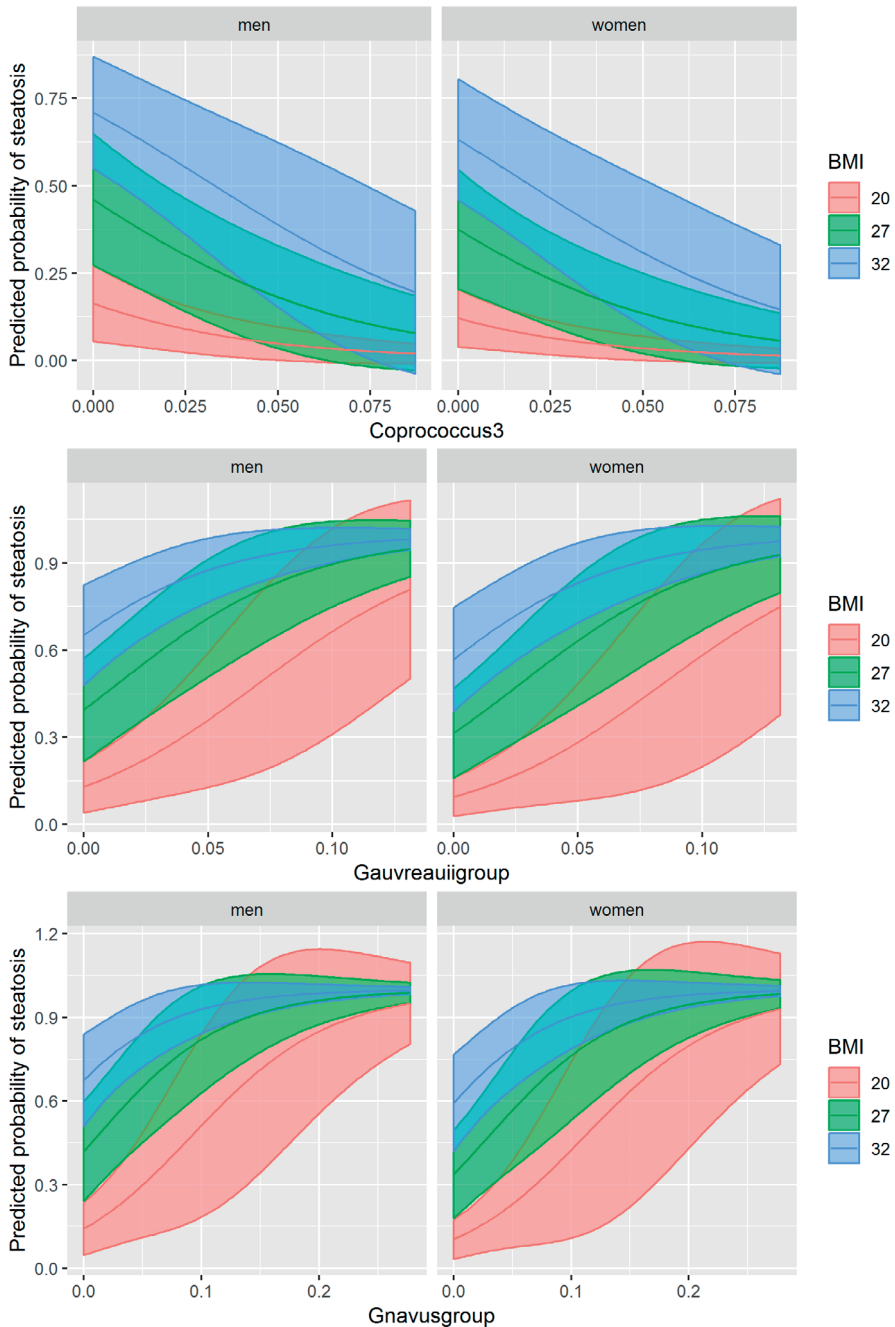 men women
Predicted probability of steatosis
0.75
0.50
0.25
0.00
0.000 0.025 0.050 0.075 0.000 0.025 0.050 0.075
Coprococcus3
BMI
20
27
32
men women
Predicted probability of steatosis
0.9
0.6
0.3
0.0
0.00 0.05 0.10 0.00 0.05 0.10
Gauvreauiigroup
BMI
20
27
32
men women
Predicted probability of steatosis
1.2
0.9
0.6
0.3
0.0
0.0 0.1 0.2 0.0 0.1 0.2
Gnavusgroup
BMI
20
27
32